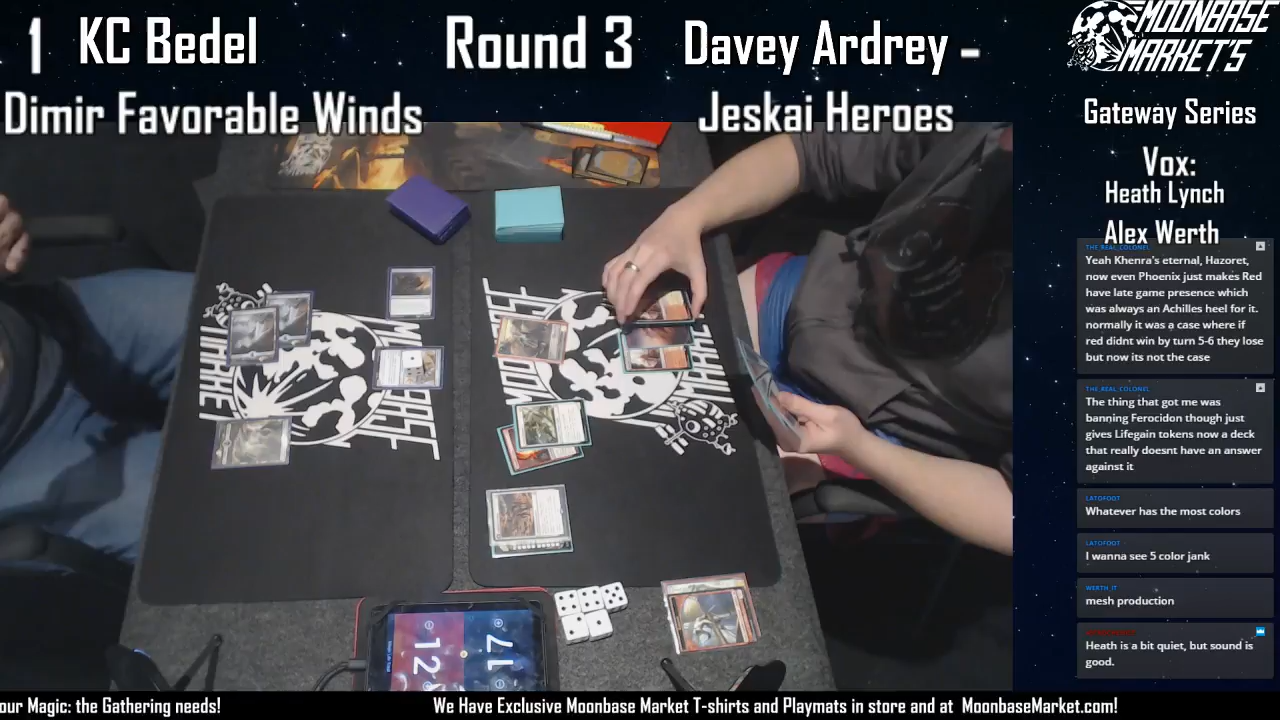 1 KC Bedel
Round 3
Davey Ardrey -
Dimir Favorable Winds
Jeskai Heroes
MOONBASE
MARKET'S
Gateway Series
Vox:
Heath Lynch
Alex Werth
THE_REAL_COLONEL
Yeah Khenra's eternal, Hazoret,
now even Phoenix just makes Red
have late game presence which
was always an Achilles heel for it.
normally it was a case where if
red didnt win by turn 5-6 they lose
but now its not the case
THE_REAL_COLONEL
The thing that got me was
banning Ferocidon though just
gives Lifegain tokens now a deck
that really doesnt have an answer
against it
LATOFOOT
Whatever has the most colors
LATOFOOT
I wanna see 5 color jank
WERTH_IT
mesh production
Heath is a bit quiet, but sound is
good.
12
17
our Magic: the Gathering needs!
We Have Exclusive Moonbase Market T-shirts and Playmats in store and at MoonbaseMarket.com!